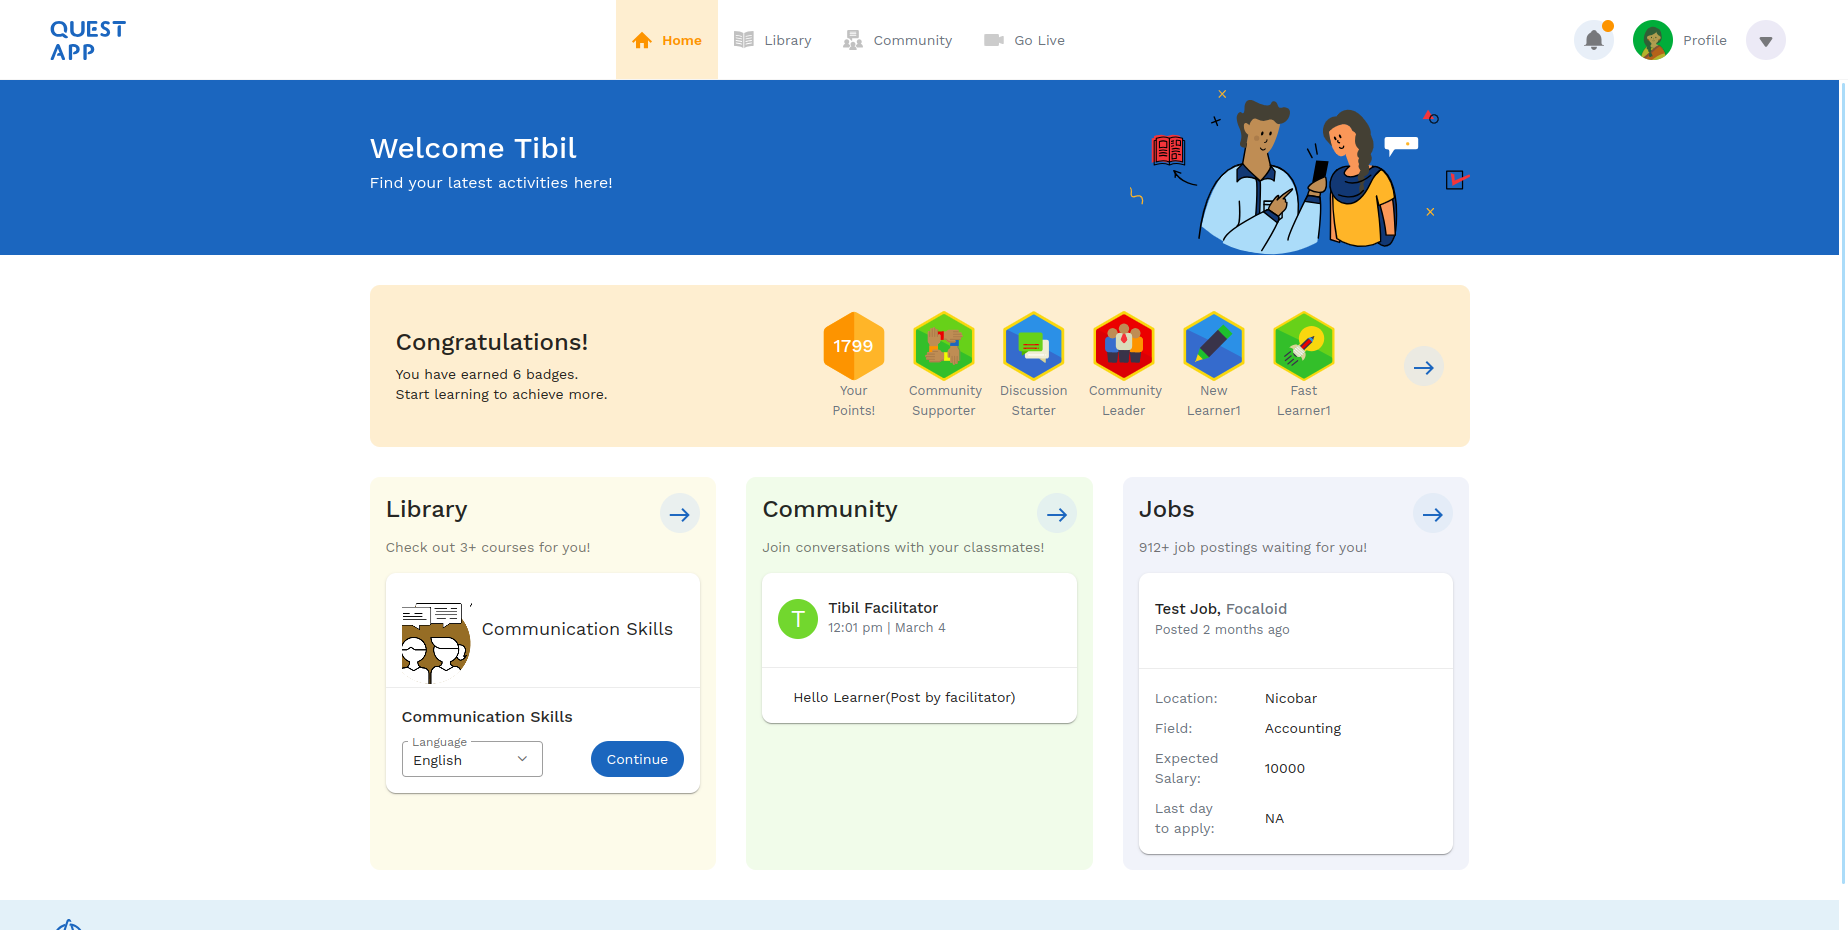 QUEST
APP
Home
Library
Community
Go Live
Profile
Welcome Tibil
Find your latest activities here!
Congratulations!
You have earned 6 badges.
Start learning to achieve more.
1799
Your
Points!
Community
Supporter
Discussion
Starter
Community
Leader
New
Learner1
Fast
Learner1
Library
Check out 3+ courses for you!
Communication Skills
Communication Skills
Language
English
Continue
Community
Join conversations with your classmates!
T
Tibil Facilitator
12:01 pm | March 4
Hello Learner(Post by facilitator)
Jobs
912+ job postings waiting for you!
Test Job, Focaloid
Posted 2 months ago
Location: Nicobar
Field: Accounting
Expected
Salary: 10000
Last day
to apply: NA